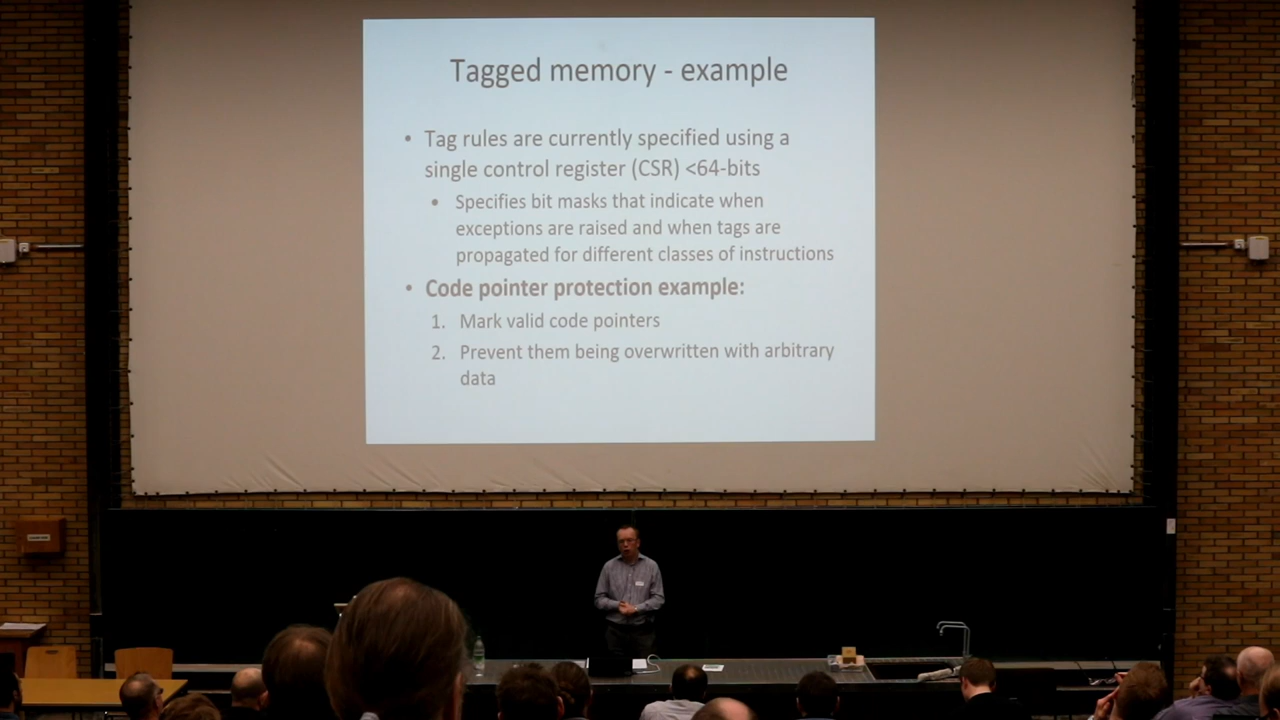 Tagged memory - example
• Tag rules are currently specified using a
single control register (CSR) <64-bits
• Specifies bit masks that indicate when
exceptions are raised and when tags are
propagated for different classes of instructions
• Code pointer protection example:
1. Mark valid code pointers
2. Prevent them being overwritten with arbitrary
data